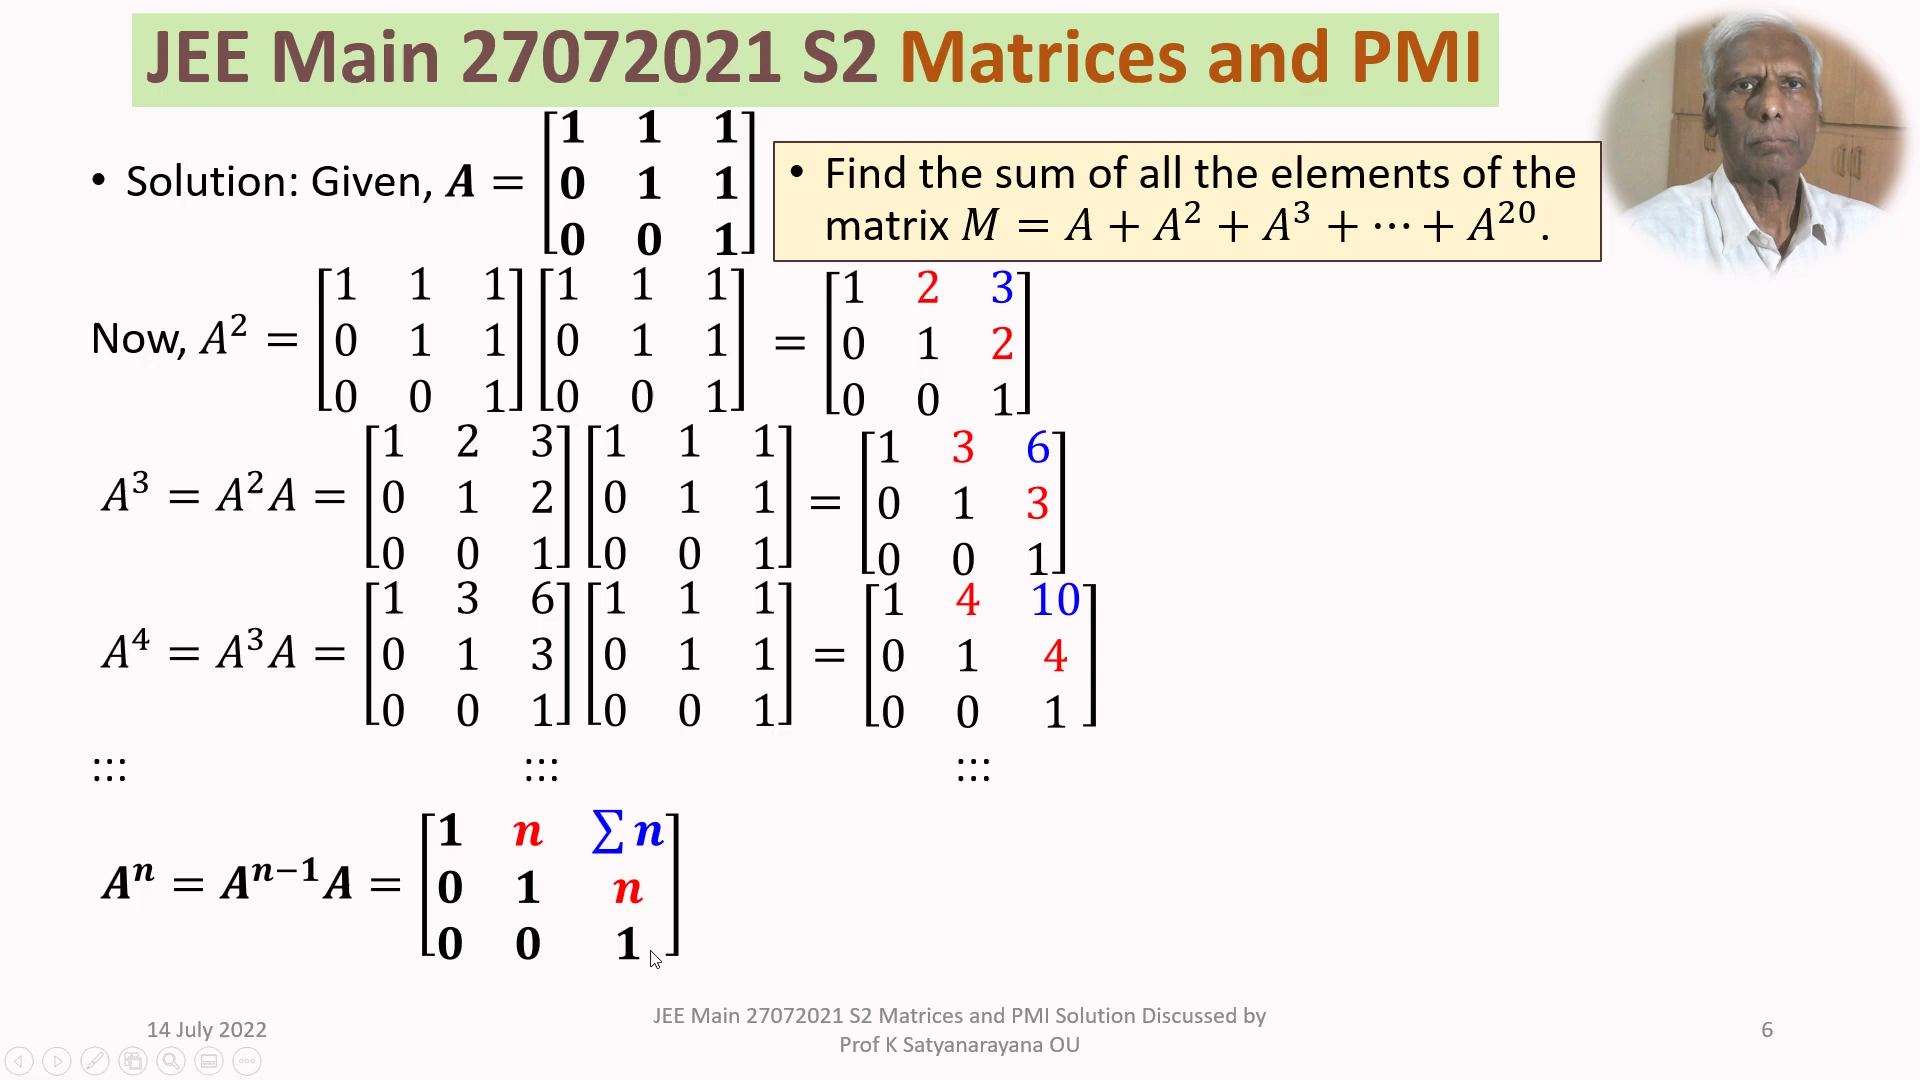 JEE Main 27072021 S2 Matrices and PMI
• Solution: Given, A = [1 1 1
0 1 1
0 0 1]
• Find the sum of all the elements of the
matrix M = A + A² + A³ + ⋯ + A²⁰.
Now, A² = [1 1 1 [1 1 1 = [1 2 3
0 1 1 0 1 1 0 1 2
0 0 1] 0 0 1] 0 0 1]
A³ = A²A = [1 2 3 [1 1 1 = [1 3 6
0 1 2 0 1 1 0 1 3
0 0 1] 0 0 1] 0 0 1]
A⁴ = A³A = [1 3 6 [1 1 1 = [1 4 10
0 1 3 0 1 1 0 1 4
0 0 1] 0 0 1] 0 0 1]
::: ::: :::
Aⁿ = Aⁿ⁻¹A = [1 n ∑ n
0 1 n
0 0 1]
14 July 2022
JEE Main 27072021 S2 Matrices and PMI Solution Discussed by
Prof K Satyanarayana OU
6